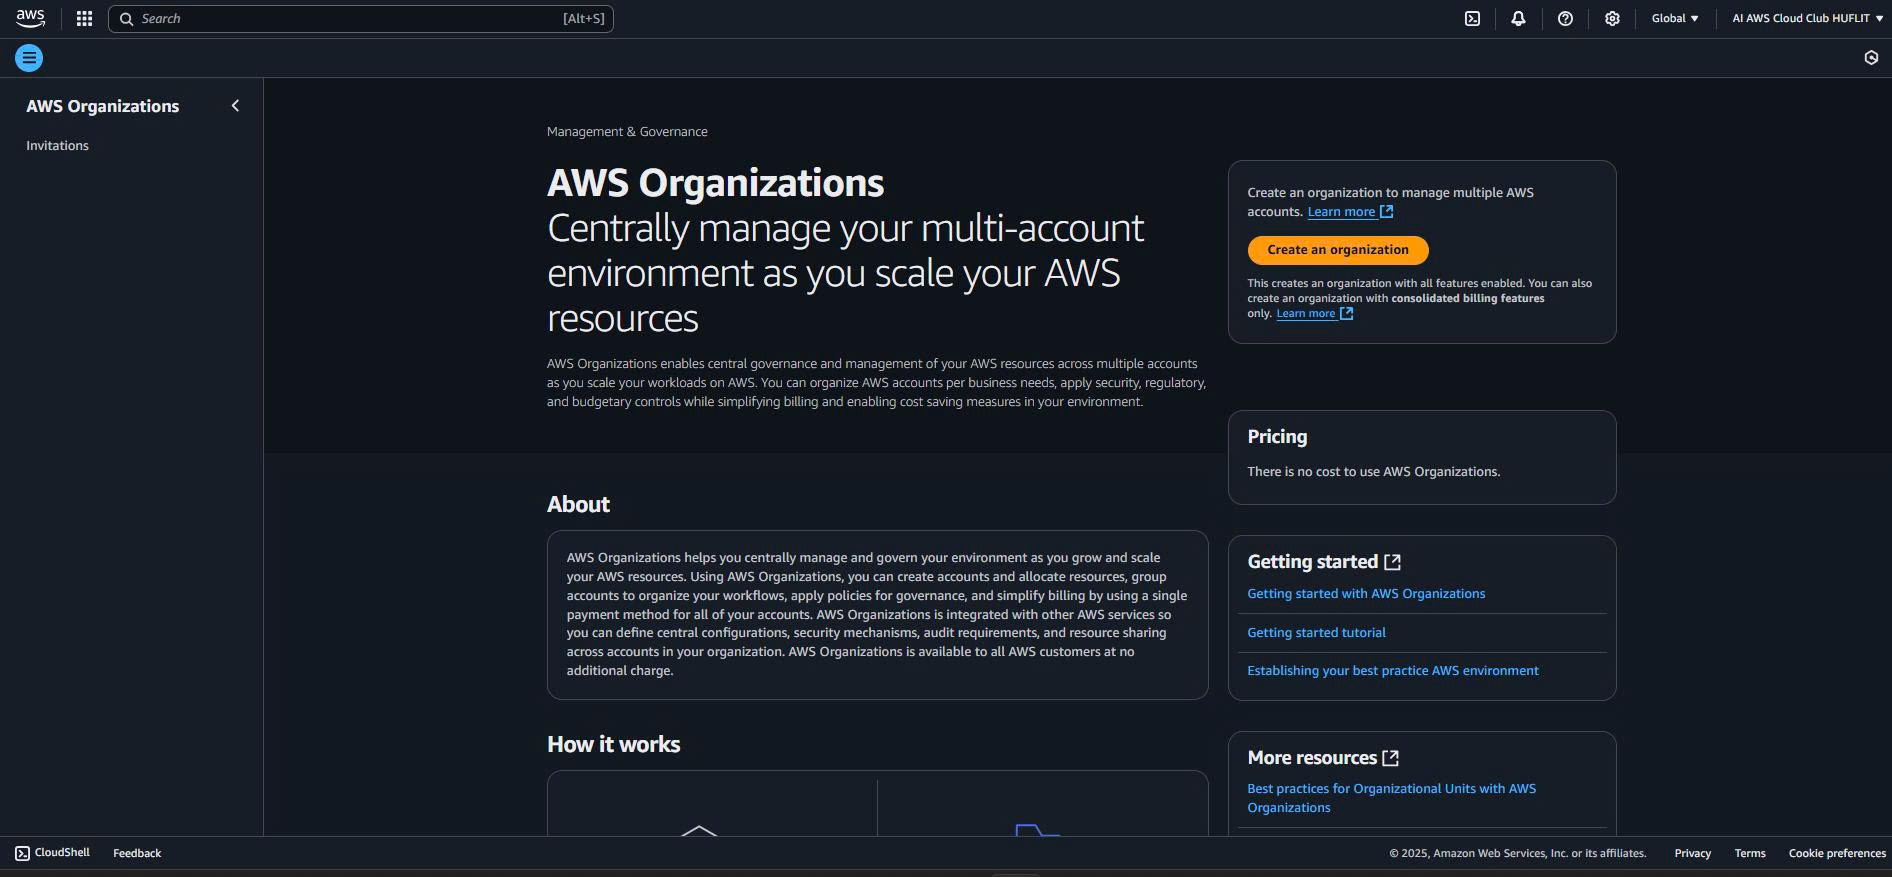 aws
Search
[Alt+S]
Global
AI AWS Cloud Club HUFLIT
AWS Organizations
Invitations
Management & Governance
AWS Organizations
Centrally manage your multi-account
environment as you scale your AWS
resources
AWS Organizations enables central governance and management of your AWS resources across multiple accounts
as you scale your workloads on AWS. You can organize AWS accounts per business needs, apply security, regulatory,
and budgetary controls while simplifying billing and enabling cost saving measures in your environment.
Create an organization to manage multiple AWS
accounts. Learn more
Create an organization
This creates an organization with all features enabled. You can also
create an organization with consolidated billing features
only. Learn more
Pricing
There is no cost to use AWS Organizations.
About
AWS Organizations helps you centrally manage and govern your environment as you grow and scale
your AWS resources. Using AWS Organizations, you can create accounts and allocate resources, group
accounts to organize your workflows, apply policies for governance, and simplify billing by using a single
payment method for all of your accounts. AWS Organizations is integrated with other AWS services so
you can define central configurations, security mechanisms, audit requirements, and resource sharing
across accounts in your organization. AWS Organizations is available to all AWS customers at no
additional charge.
Getting started
Getting started with AWS Organizations
Getting started tutorial
Establishing your best practice AWS environment
How it works
More resources
Best practices for Organizational Units with AWS
Organizations
CloudShell
Feedback
© 2025, Amazon Web Services, Inc. or its affiliates.
Privacy
Terms
Cookie preferences